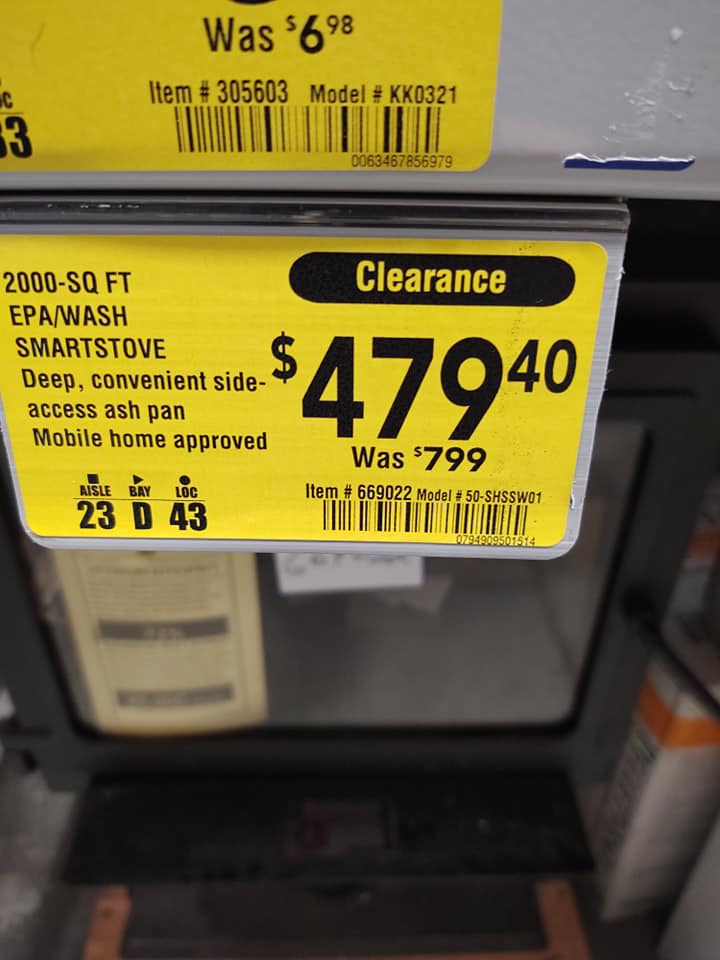 Was $6.98
Item # 305603 Model # KK0321
33
0063467856979
2000-SQ FT
EPA/WASH
SMARTSTOVE
Deep, convenient side-
access ash pan
Mobile home approved
Clearance
$479 40
Was $799
AISLE BAY LOC
23 D 43
Item # 669022 Model # 50-SHSSW01
0794909501514